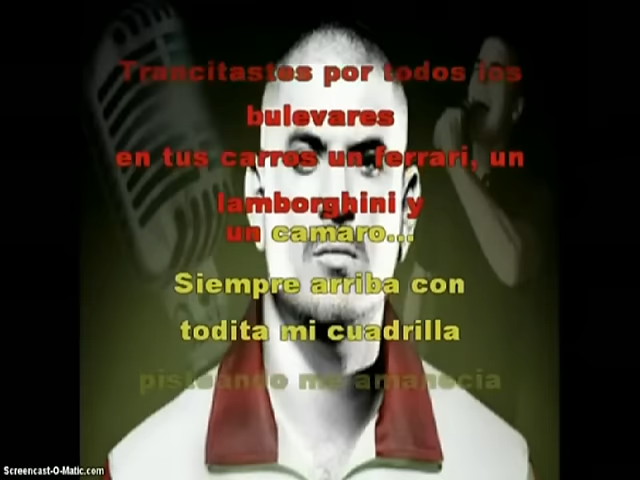 Trancitastes por todos los
bulevares
en tus carros un ferrari, un
lamborghini y
un camaro...
Siempre arriba con
todita mi cuadrilla
pisteando me amanecia
Screencast-O-Matic.com